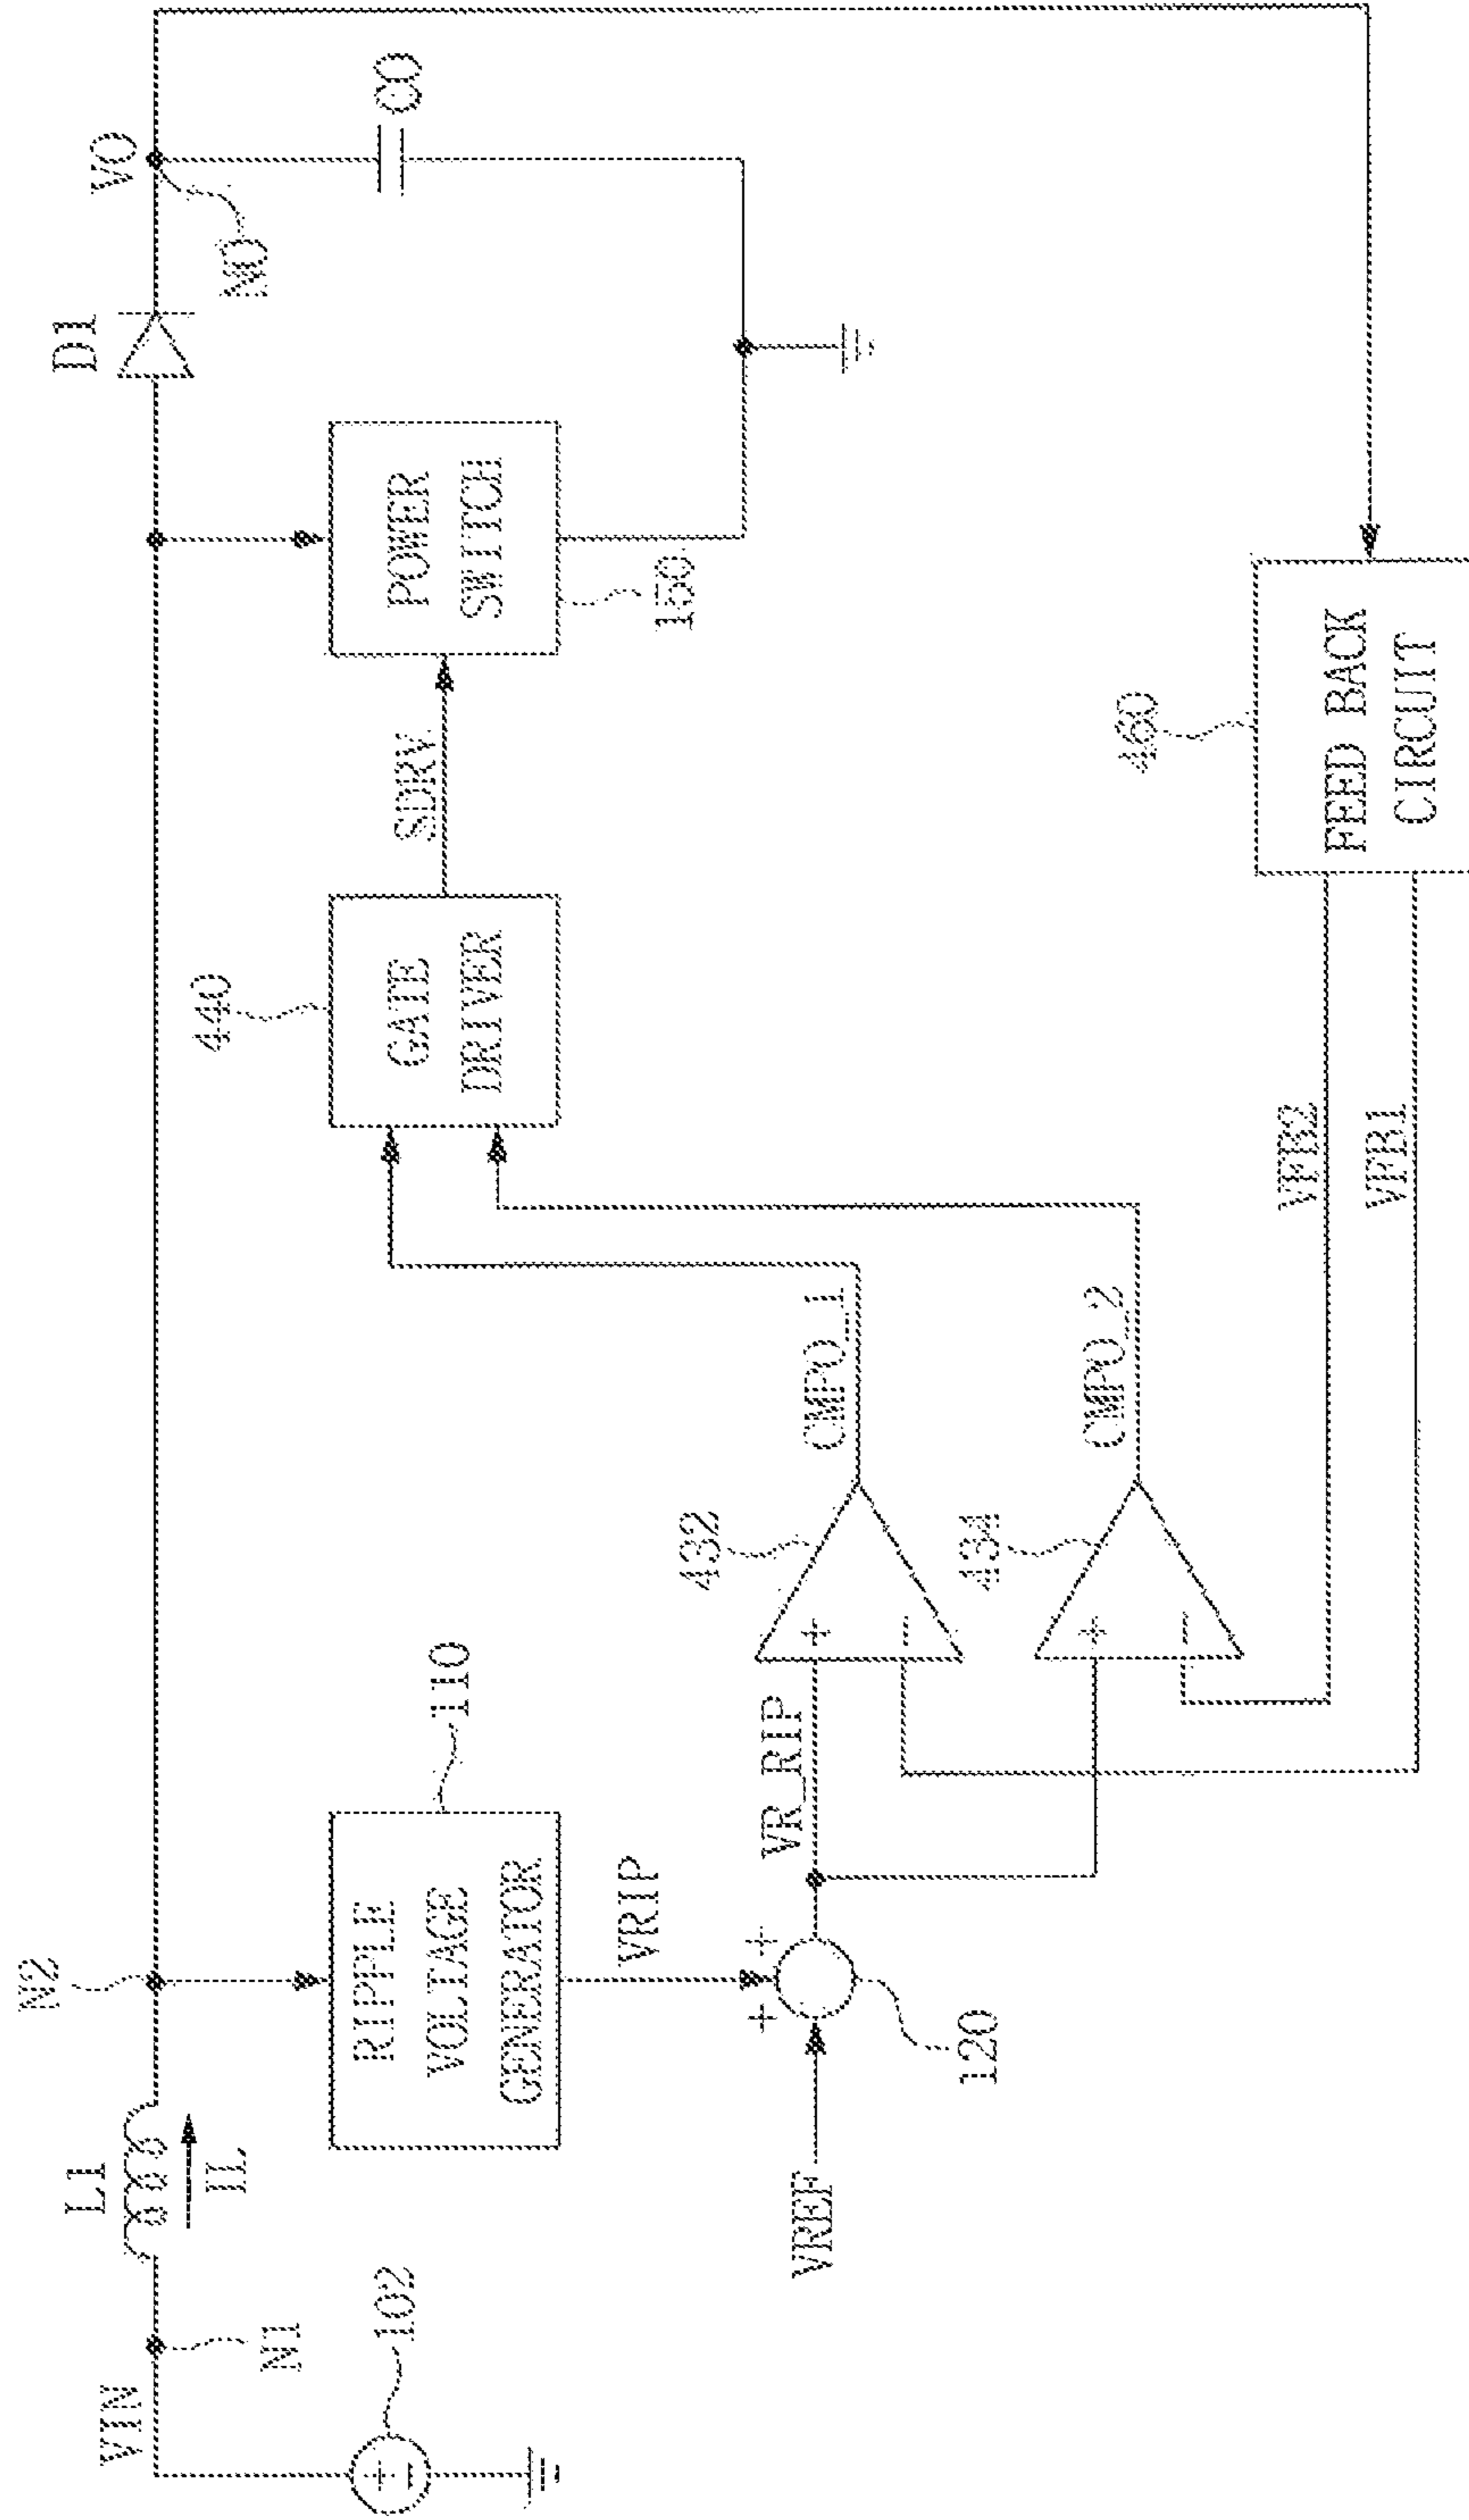 VIN
N1
102
L1
IL
N2
RIPPLE
VOLTAGE
GENERATOR
110
VRIP
VREF
+
+
120
VR_RIP
432
+
−
CMPO_1
434
+
−
CMPO_2
440
GATE
DRIVER
SDRV
POWER
SWITCH
150
D1
VO
NO
CO
VFB2
VFB1
460
FEED BACK
CIRCUIT